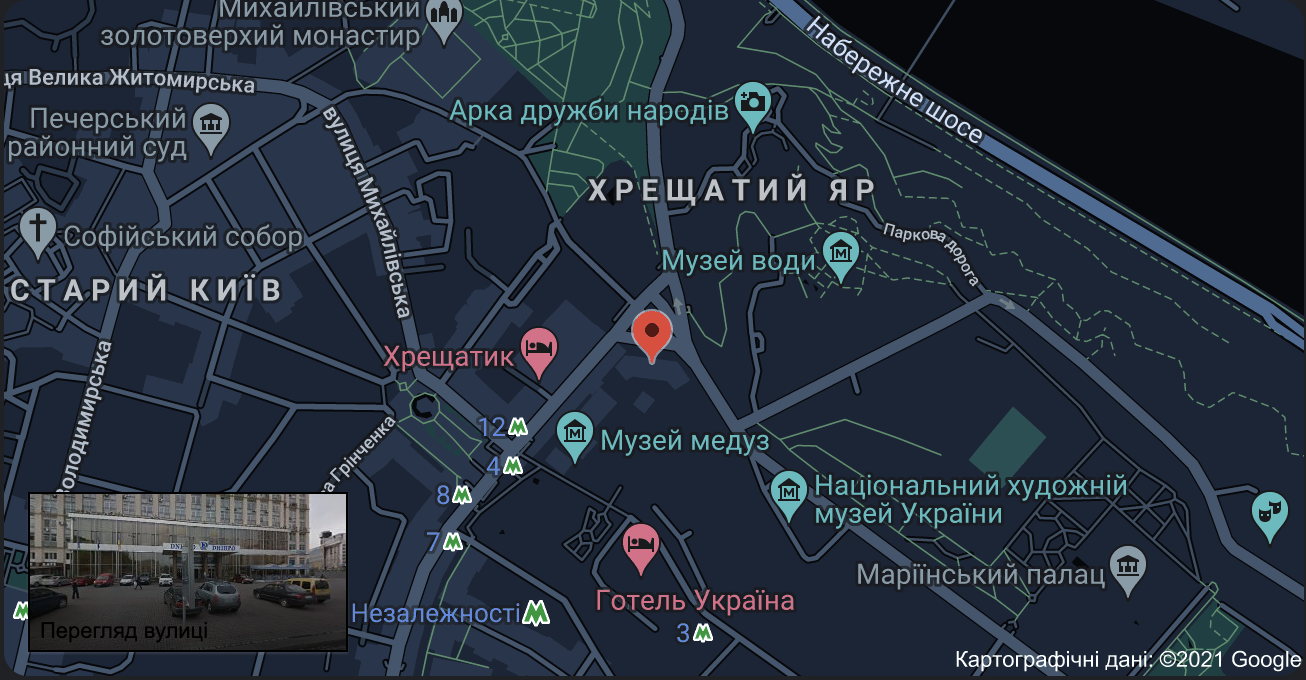 Михайлівський
золотоверхий монастир
ця Велика Житомирська
Набережне шосе
Арка дружби народів
Печерський
районний суд
вулиця Михайлівська
ХРЕЩАТИЙ ЯР
Софійський собор
Паркова дорога
Музей води
СТАРИЙ КИЇВ
Хрещатик
12
Музей медуз
4
володимирська
ва Грінченка
8
Національний художній
музей України
7
DNIPRO
Маріїнський палац
Готель Україна
Незалежності
3
Перегляд вулиці
Картографічні дані: ©2021 Google